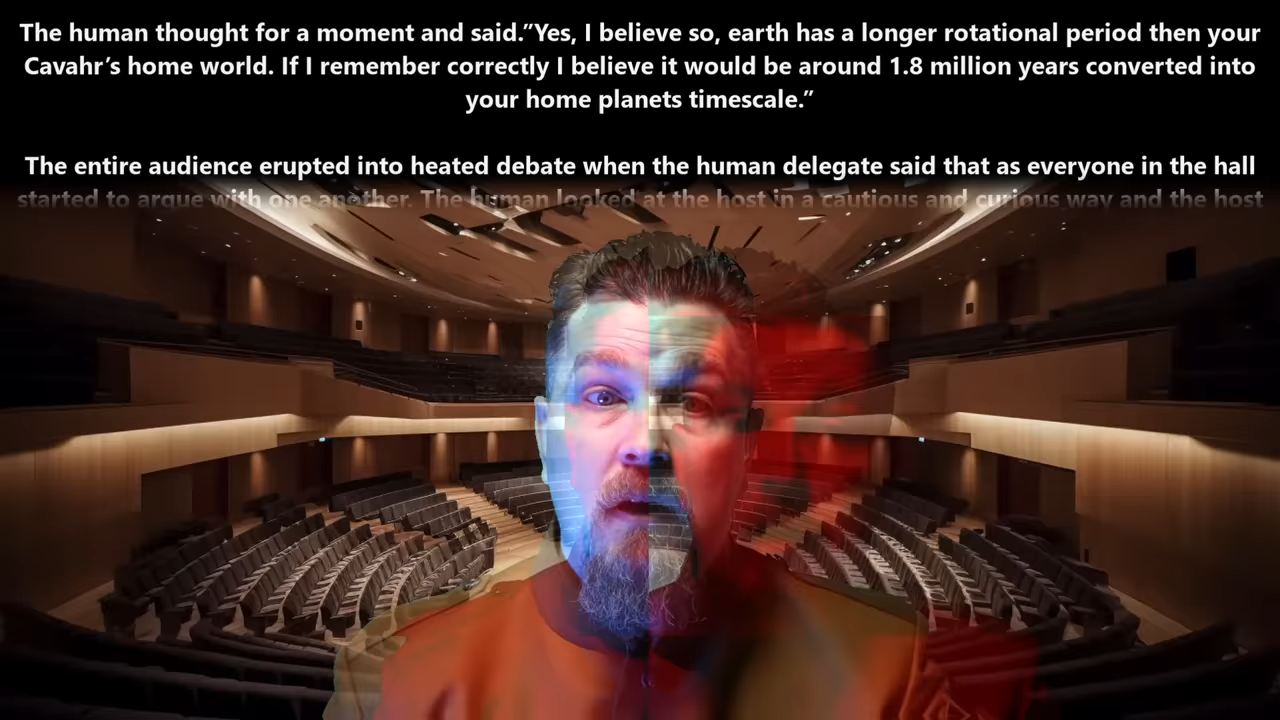 The human thought for a moment and said.”Yes, I believe so, earth has a longer rotational period then your
Cavahr’s home world. If I remember correctly I believe it would be around 1.8 million years converted into
your home planets timescale.”
The entire audience erupted into heated debate when the human delegate said that as everyone in the hall
started to argue with one another. The human looked at the host in a cautious and curious way and the host